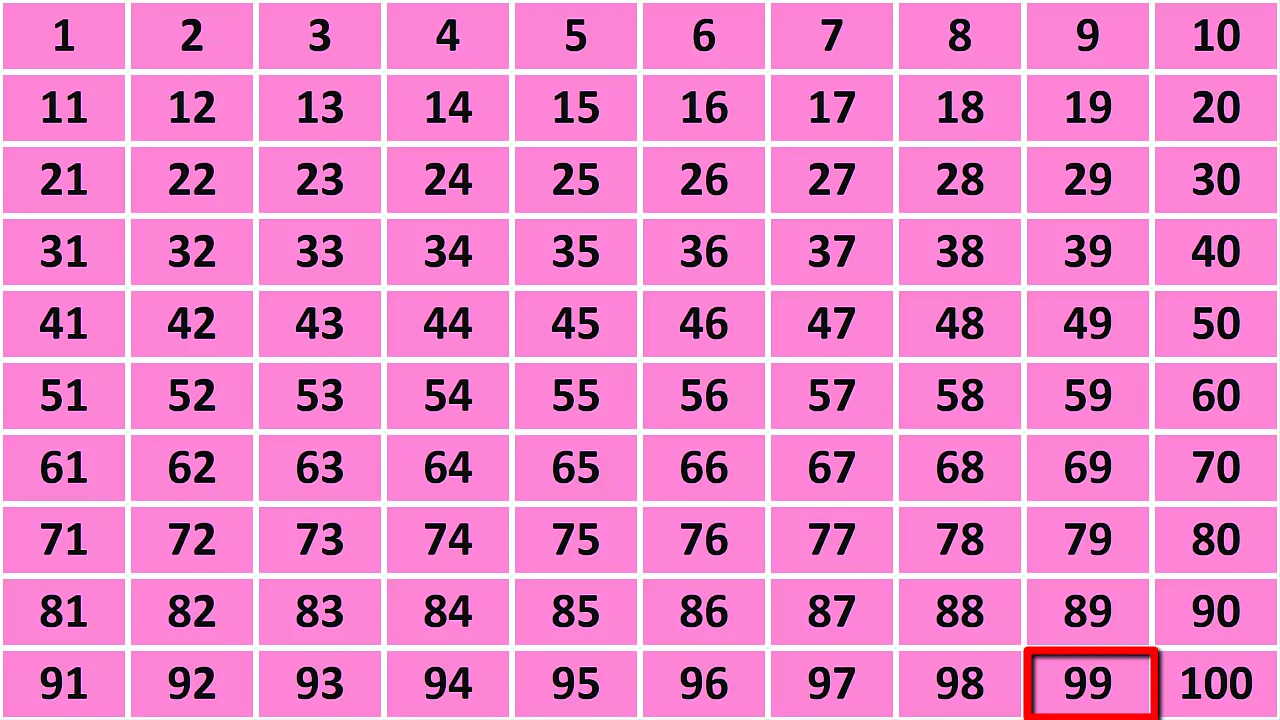 1 2 3 4 5 6 7 8 9 10
11 12 13 14 15 16 17 18 19 20
21 22 23 24 25 26 27 28 29 30
31 32 33 34 35 36 37 38 39 40
41 42 43 44 45 46 47 48 49 50
51 52 53 54 55 56 57 58 59 60
61 62 63 64 65 66 67 68 69 70
71 72 73 74 75 76 77 78 79 80
81 82 83 84 85 86 87 88 89 90
91 92 93 94 95 96 97 98 99 100